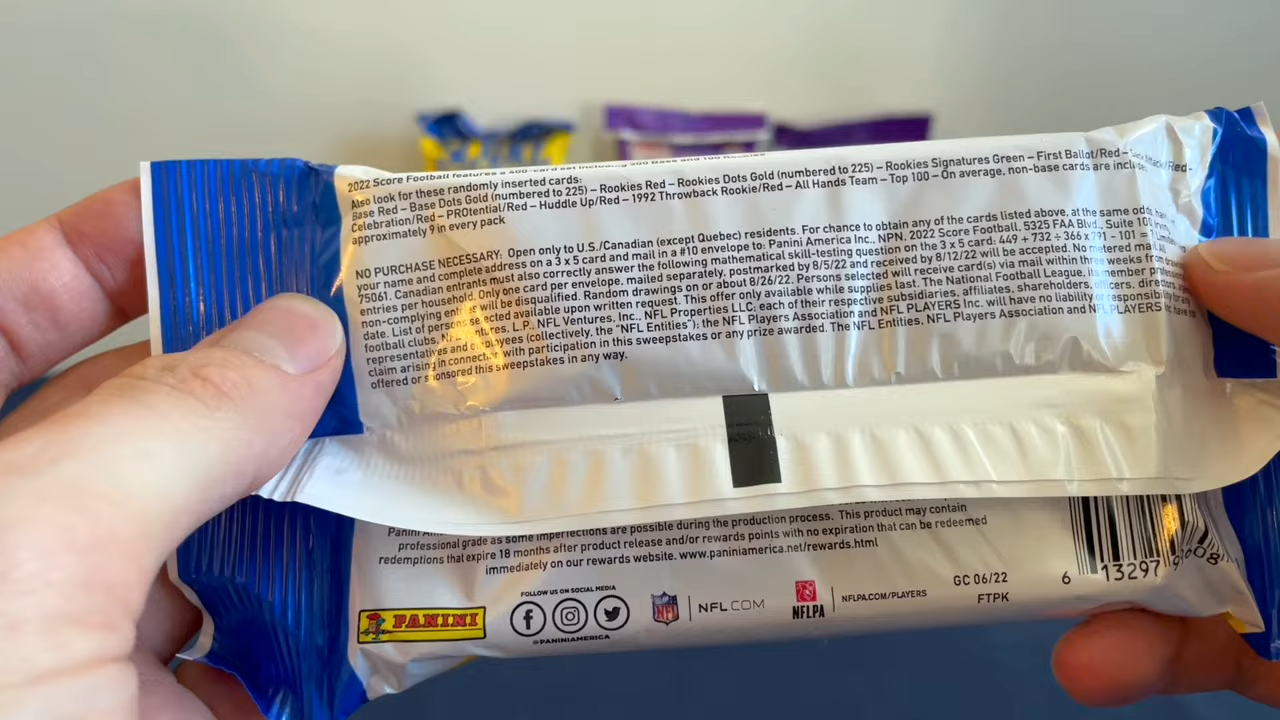 2022 Score Football features a 400-card set including 300 Base and 100 Rookies
Also look for these randomly inserted cards:
Base Red – Base Dots Gold (numbered to 225) – Rookies Red – Rookies Dots Gold (numbered to 225) – Rookies Signatures Green – First Ballot/Red –
Celebration/Red – PROtential/Red – Huddle Up/Red – 1992 Throwback Rookie/Red – All Hands Team – Top 100 – On average, non-base cards are
approximately 9 in every pack
NO PURCHASE NECESSARY: Open only to U.S./Canadian (except Quebec) residents. For chance to obtain any of the cards listed above, at the same odds,
your name and complete address on a 3 x 5 card and mail in a #10 envelope to: Panini America Inc., NPN, 2022 Score Football, 5325 FAA Blvd., Suite
75061. Canadian entrants must also correctly answer the following mathematical skill-testing question on the 3 x 5 card: 449 + 732 ÷ 366 x 791 - 101 =
entries per household. Only one card per envelope, mailed separately, postmarked by 8/5/22 and received by 8/12/22 will be accepted. No metered mail
non-complying will be disqualified. Random drawings on or about 8/26/22. Persons selected will receive card(s) via mail within three weeks from
date. List of persons selected available upon written request. This offer only available while supplies last. The National Football League, its member
football clubs, NFL Ventures, L.P., NFL Ventures, Inc., NFL Properties LLC; each of their respective subsidiaries, affiliates, shareholders, officers, directors,
representatives and employees (collectively, the "NFL Entities"); the NFL Players Association and NFL PLAYERS Inc. will have no liability or responsibility
claim arising in connection with participation in this sweepstakes or any prize awarded. The NFL Entities, NFL Players Association and NFL PLAYERS
offered or sponsored this sweepstakes in any way.
Panini
professional grade as some imperfections are possible during the production process. This product may contain
redemptions that expire 18 months after product release and/or rewards points with no expiration that can be redeemed
immediately on our rewards website. www.paniniamerica.net/rewards.html
PANINI
FOLLOW US ON SOCIAL MEDIA
@PANINIAMERICA
NFL
NFL.COM
NFLPA
NFLPA.COM/PLAYERS
GC 06/22
FTPK
6 13297